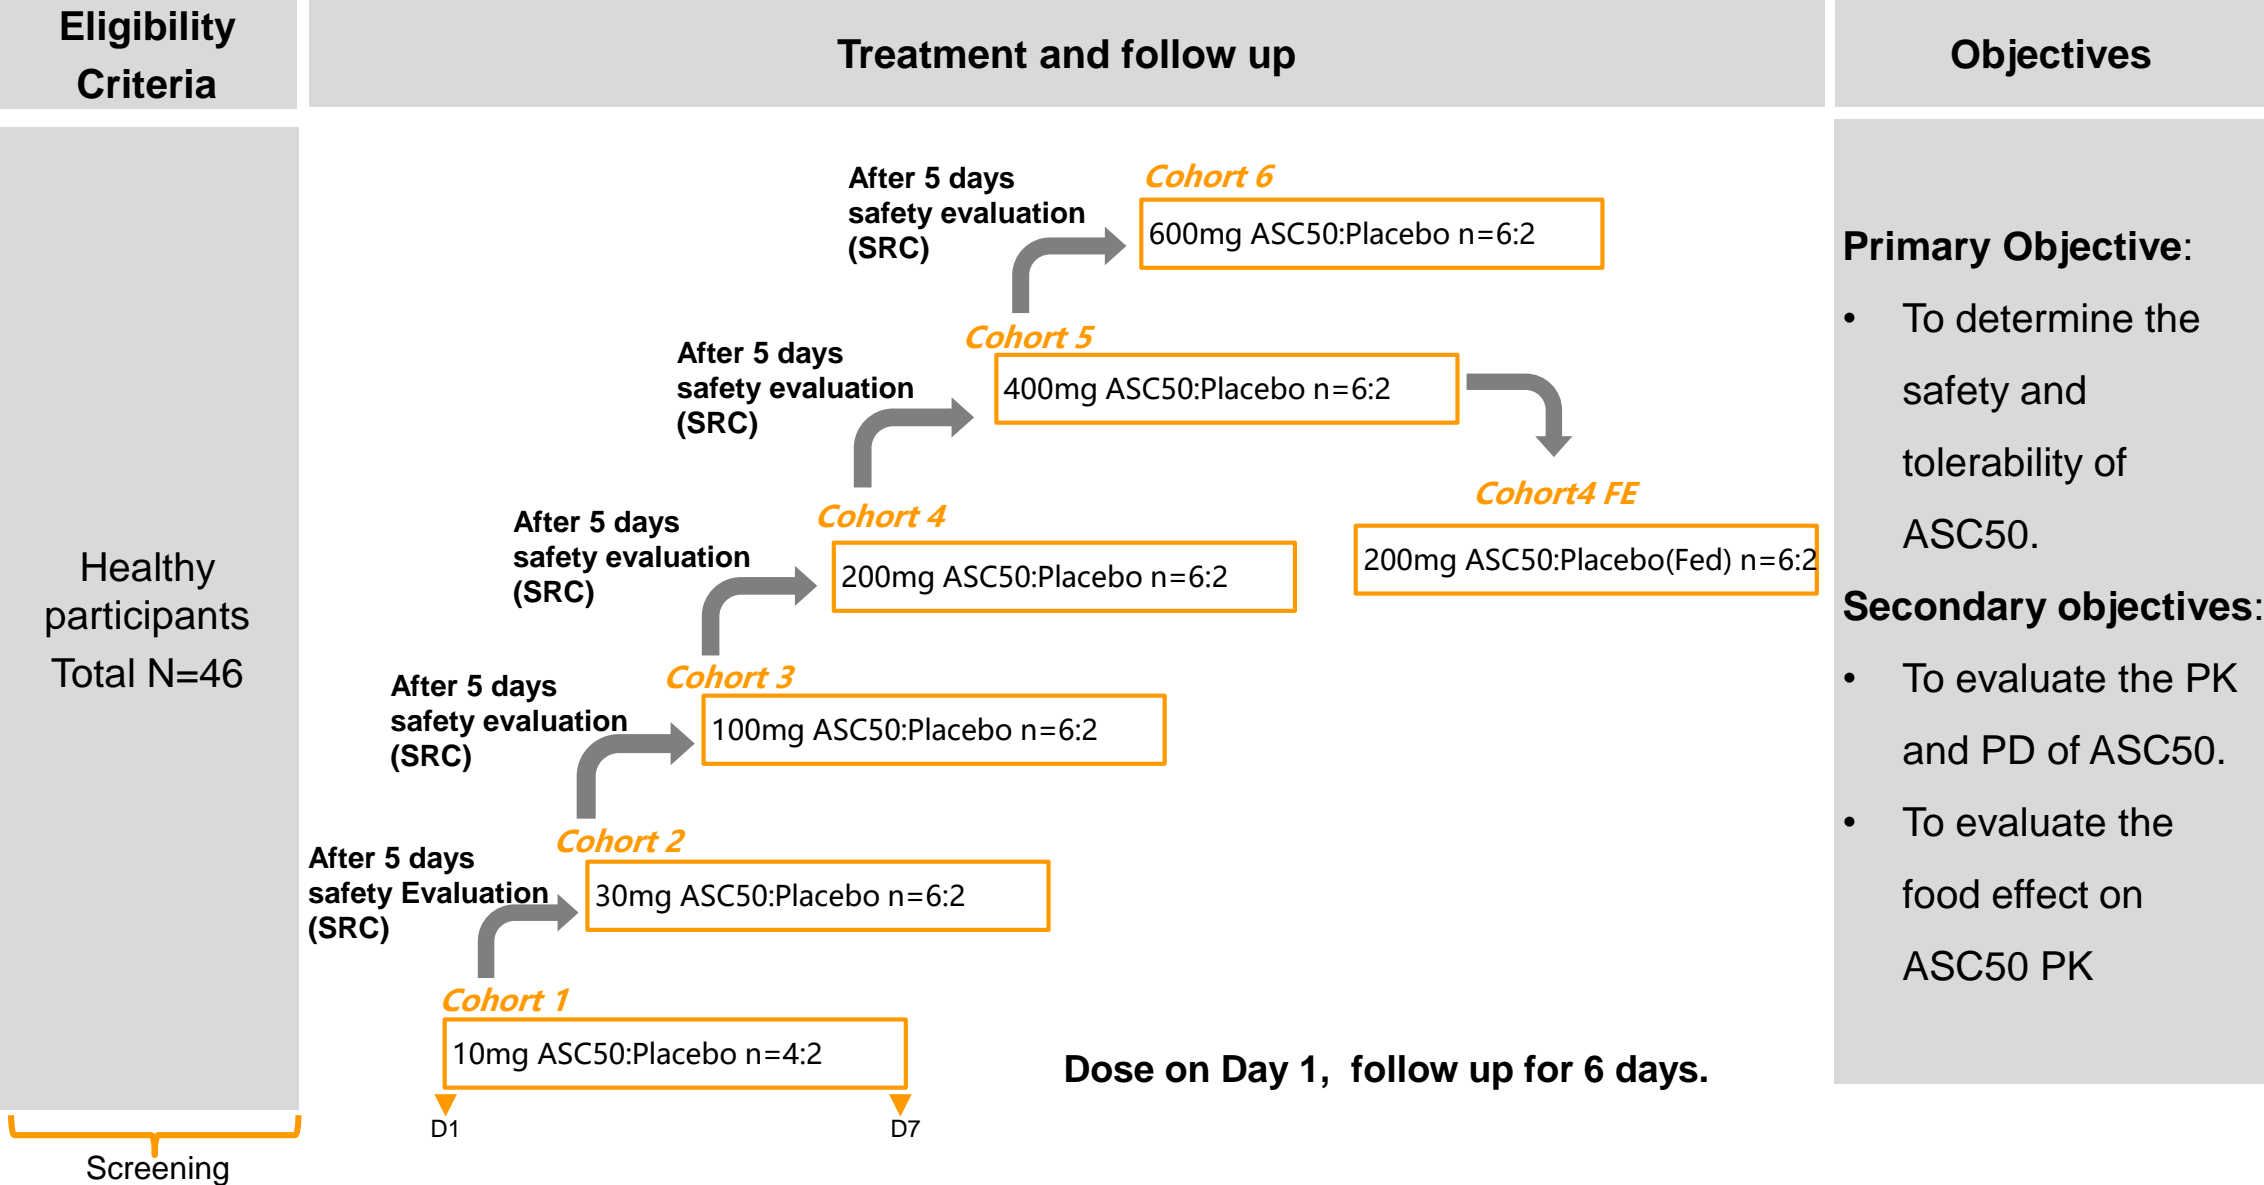 Eligibility
Criteria
Treatment and follow up
Objectives
Healthy
participants
Total N=46
Screening
After 5 days
safety evaluation
(SRC)
Cohort 6
600mg ASC50:Placebo n=6:2
After 5 days
safety evaluation
(SRC)
Cohort 5
400mg ASC50:Placebo n=6:2
Cohort4 FE
200mg ASC50:Placebo(Fed) n=6:2
After 5 days
safety evaluation
(SRC)
Cohort 4
200mg ASC50:Placebo n=6:2
After 5 days
safety evaluation
(SRC)
Cohort 3
100mg ASC50:Placebo n=6:2
After 5 days
safety Evaluation
(SRC)
Cohort 2
30mg ASC50:Placebo n=6:2
Cohort 1
10mg ASC50:Placebo n=4:2
D1
D7
Dose on Day 1, follow up for 6 days.
Primary Objective:
• To determine the
safety and
tolerability of
ASC50.
Secondary objectives:
• To evaluate the PK
and PD of ASC50.
• To evaluate the
food effect on
ASC50 PK